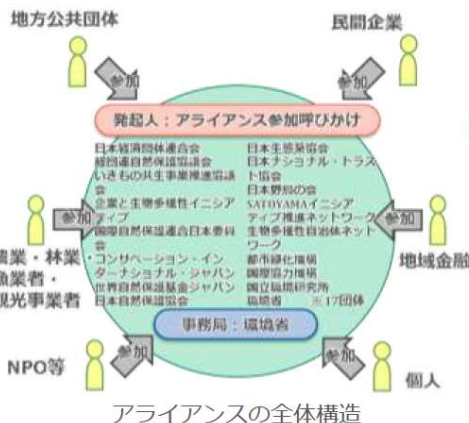 地方公共団体
民間企業
参加
参加
発起人：アライアンス参加呼びかけ
日本経済団体連合会
経団連自然保護協議会
いきもの共生事業推進協議
会
企業と生物多様性イニシア
ティブ
国際自然保護連合日本委員
会
コンサベーション・イン
ターナショナル・ジャパン
世界自然保護基金ジャパン
日本自然保護協会
日本生態系協会
日本ナショナル・トラス
ト協会
日本野鳥の会
SATOYAMAイニシア
ティブ推進ネットワーク
生物多様性自治体ネット
ワーク
都市緑化機構
国際協力機構
国立環境研究所
環境省 ※17団体
参加
参加
農業・林業・
漁業者・
観光事業者
地域金融
事務局：環境省
NPO等
参加
参加
個人
アライアンスの全体構造